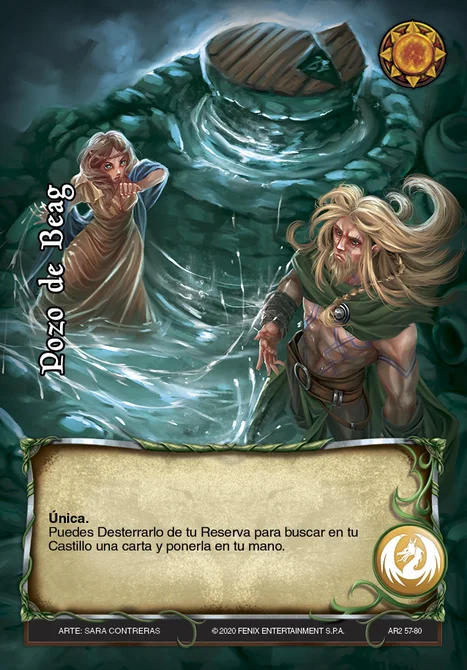 Pozo de Beag
Única.
Puedes Desterrarlo de tu Reserva para buscar en tu
Castillo una carta y ponerla en tu mano.
ARTE: SARA CONTRERAS
© 2020 FENIX ENTERTAINMENT S.P.A.
AR2 57-80